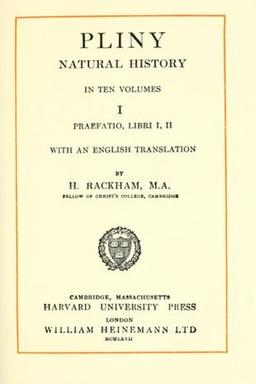 PLINY
NATURAL HISTORY
IN TEN VOLUMES
I
PRAEFATIO, LIBRI I, II
WITH AN ENGLISH TRANSLATION
BY
H. RACKHAM, M.A.
FELLOW OF CHRIST'S COLLEGE, CAMBRIDGE
CAMBRIDGE, MASSACHUSETTS
HARVARD UNIVERSITY PRESS
LONDON
WILLIAM HEINEMANN LTD
MCMLXVII